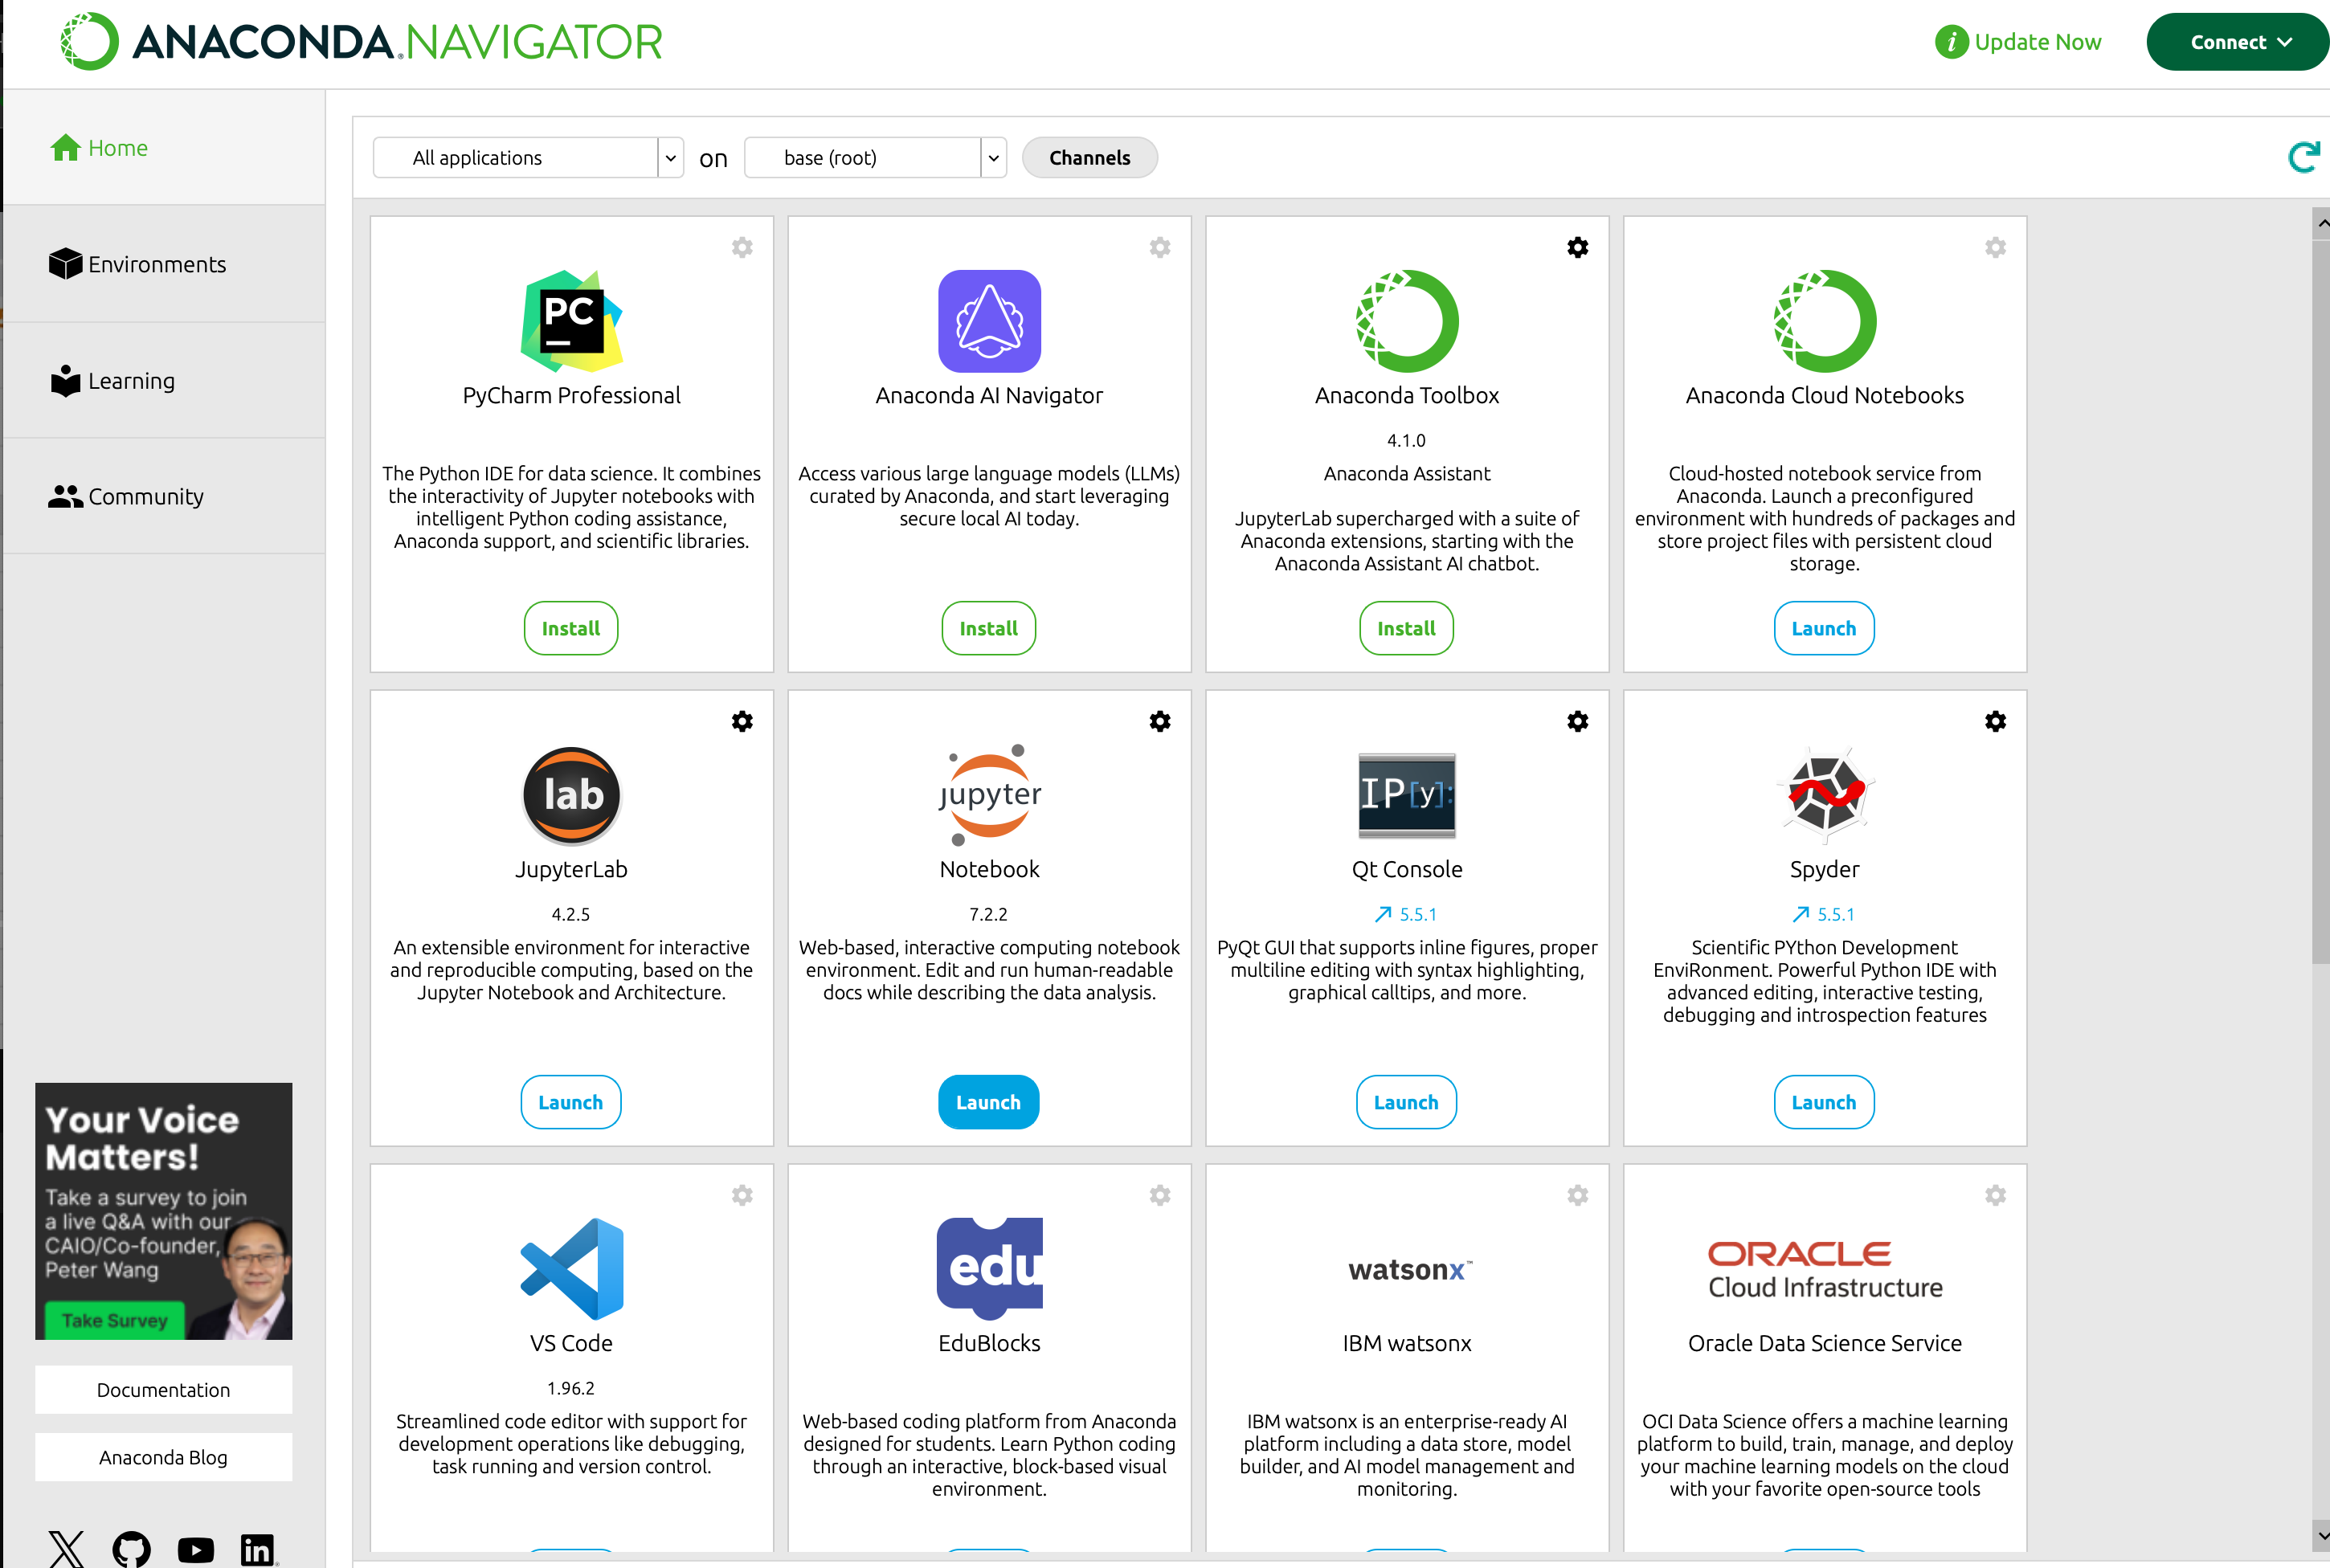 ANACONDA.NAVIGATOR
Update Now
Connect
Home
Environments
Learning
Community
All applications
on
base (root)
Channels
PC
PyCharm Professional
The Python IDE for data science. It combines
the interactivity of Jupyter notebooks with
intelligent Python coding assistance,
Anaconda support, and scientific libraries.
Install
Anaconda AI Navigator
Access various large language models (LLMs)
curated by Anaconda, and start leveraging
secure local AI today.
Install
Anaconda Toolbox
4.1.0
Anaconda Assistant
JupyterLab supercharged with a suite of
Anaconda extensions, starting with the
Anaconda Assistant AI chatbot.
Install
Anaconda Cloud Notebooks
Cloud-hosted notebook service from
Anaconda. Launch a preconfigured
environment with hundreds of packages and
store project files with persistent cloud
storage.
Launch
lab
JupyterLab
4.2.5
An extensible environment for interactive
and reproducible computing, based on the
Jupyter Notebook and Architecture.
Launch
jupyter
Notebook
7.2.2
Web-based, interactive computing notebook
environment. Edit and run human-readable
docs while describing the data analysis.
Launch
IP[y]:
Qt Console
5.5.1
PyQt GUI that supports inline figures, proper
multiline editing with syntax highlighting,
graphical calltips, and more.
Launch
Spyder
5.5.1
Scientific PYthon Development
EnviRonment. Powerful Python IDE with
advanced editing, interactive testing,
debugging and introspection features
Launch
VS Code
1.96.2
Streamlined code editor with support for
development operations like debugging,
task running and version control.
edu
EduBlocks
Web-based coding platform from Anaconda
designed for students. Learn Python coding
through an interactive, block-based visual
environment.
watsonx™
IBM watsonx
IBM watsonx is an enterprise-ready AI
platform including a data store, model
builder, and AI model management and
monitoring.
ORACLE
Cloud Infrastructure
Oracle Data Science Service
OCI Data Science offers a machine learning
platform to build, train, manage, and deploy
your machine learning models on the cloud
with your favorite open-source tools
Your Voice
Matters!
Take a survey to join
a live Q&A with our
CAIO/Co-founder,
Peter Wang
Take Survey
Documentation
Anaconda Blog
in